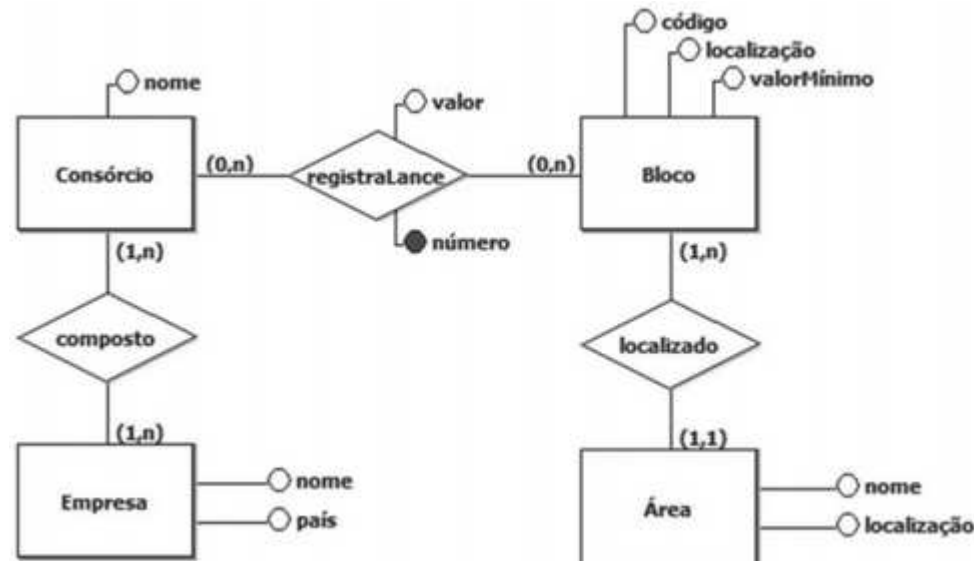 código
localização
valorMínimo
nome
valor
Consórcio
(0,n)
registraLance
(0,n)
Bloco
número
(1,n)
(1,n)
composto
localizado
(1,n)
(1,1)
Empresa
nome
país
Área
nome
localização